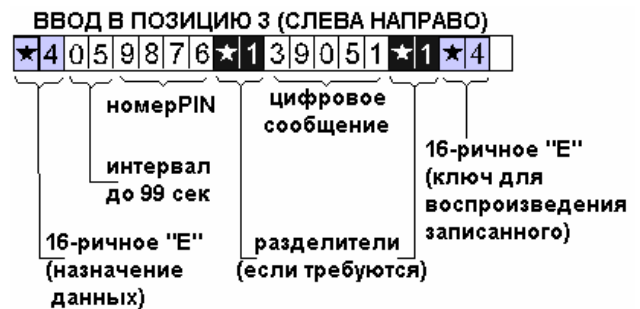 ВВОД В ПОЗИЦИЮ 3 (СЛЕВА НАПРАВО)
★4059876★139051★1★4
номерPIN
цифровое
сообщение
интервал
до 99 сек
16-ричное "Е"
(ключ для
воспроизведения
записанного)
16-ричное "Е"
(назначение
данных)
разделители
(если требуются)